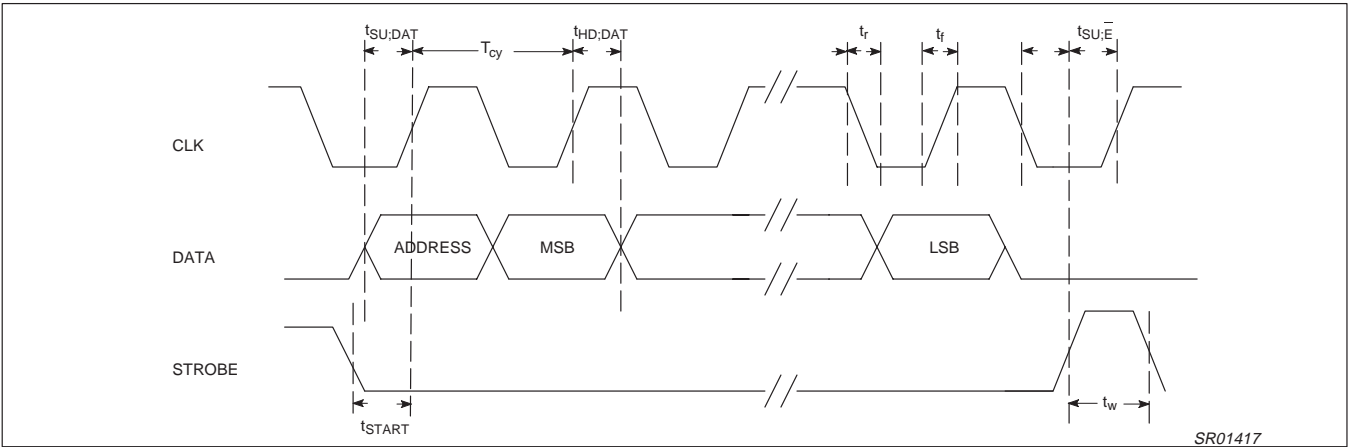 tSU;DAT
Tcy
tHD;DAT
tr
tf
tSU;E̅
CLK
DATA
ADDRESS
MSB
LSB
STROBE
tSTART
tw
SR01417